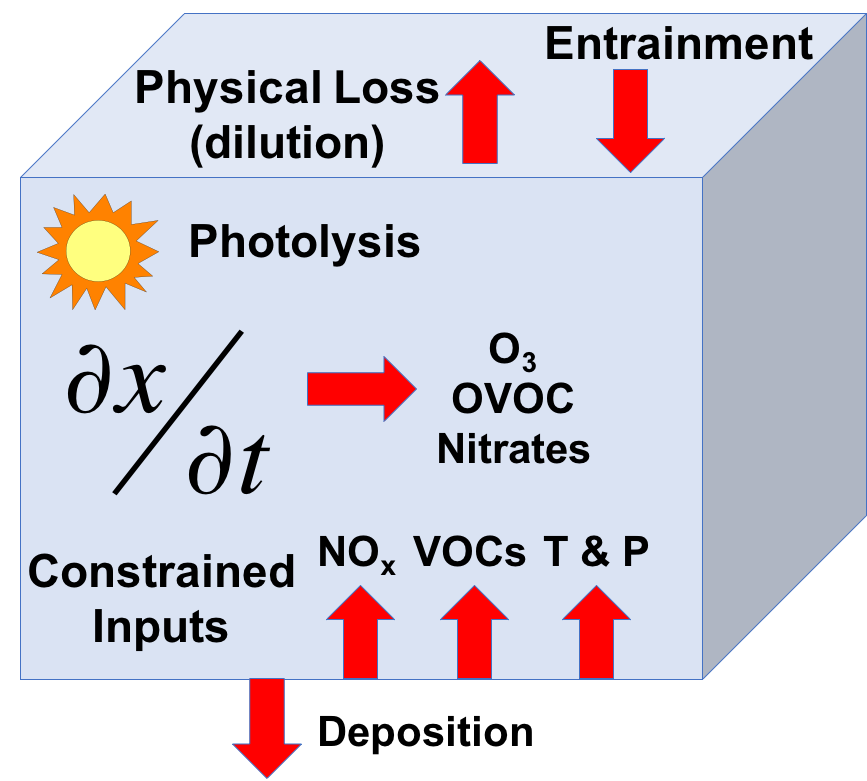 Entrainment
Physical Loss
(dilution)
Photolysis
∂x/∂t
O₃
OVOC
Nitrates
NOₓ VOCs T & P
Constrained
Inputs
Deposition